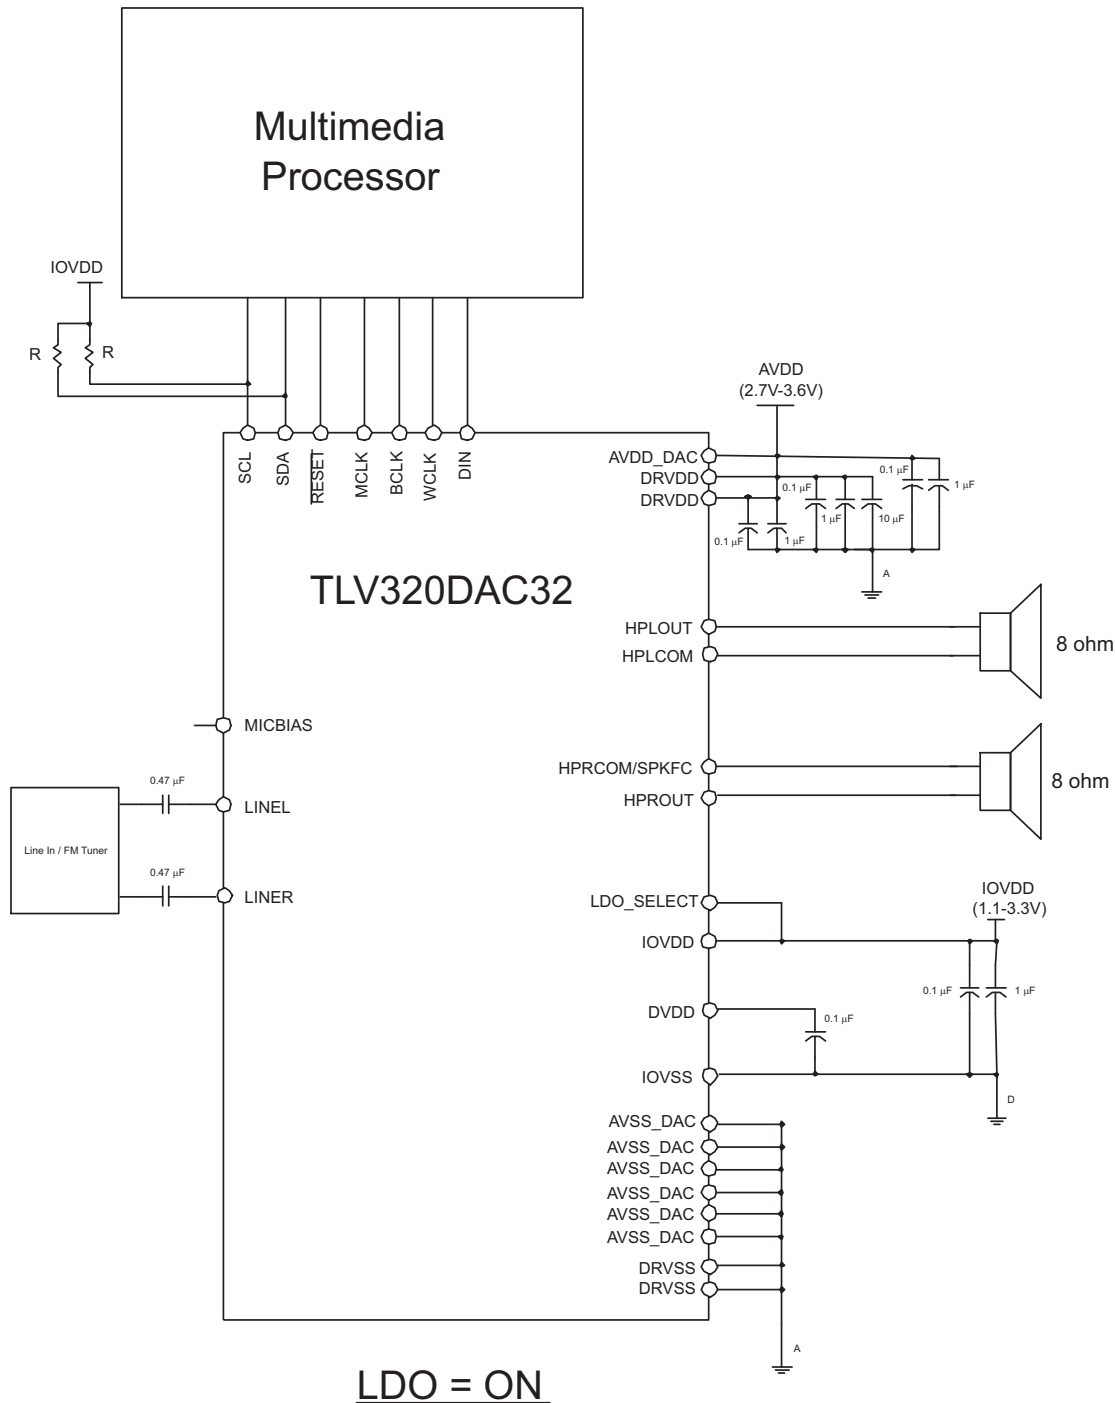 Multimedia
Processor
IOVDD
R
R
SCL
SDA
RESET
MCLK
BCLK
WCLK
DIN
AVDD
(2.7V-3.6V)
AVDD_DAC
DRVDD
DRVDD
0.1 μF
1 μF
0.1 μF
1 μF
10 μF
0.1 μF
1 μF
A
TLV320DAC32
HPLOUT
HPLCOM
8 ohm
MICBIAS
HPRCOM/SPKFC
HPROUT
8 ohm
0.47 μF
LINEL
Line In / FM Tuner
0.47 μF
LINER
LDO_SELECT
IOVDD
IOVDD
(1.1-3.3V)
0.1 μF
1 μF
DVDD
0.1 μF
IOVSS
D
AVSS_DAC
AVSS_DAC
AVSS_DAC
AVSS_DAC
AVSS_DAC
AVSS_DAC
DRVSS
DRVSS
A
LDO = ON